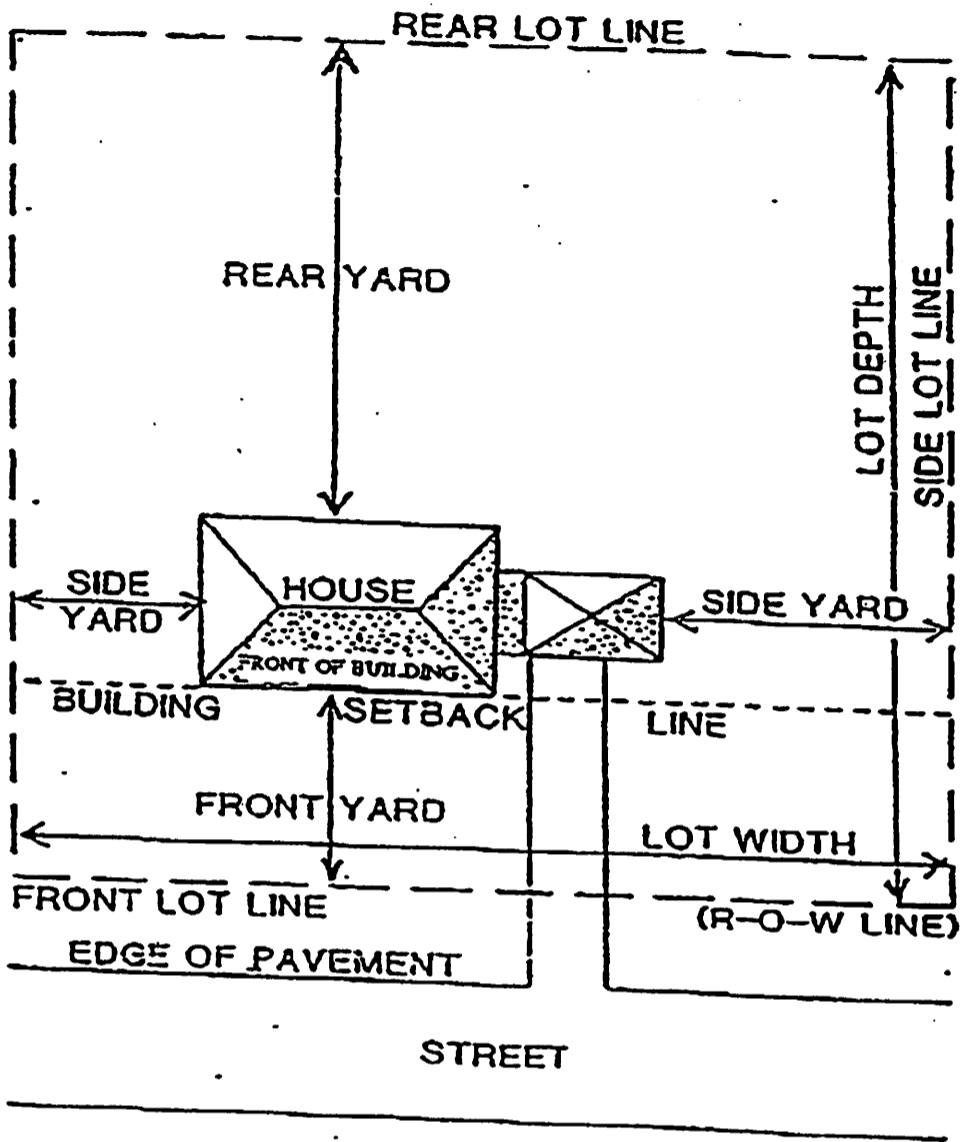 REAR LOT LINE
REAR YARD
LOT DEPTH
SIDE LOT LINE
SIDE
YARD
HOUSE
FRONT OF BUILDING
SIDE YARD
BUILDING SETBACK LINE
FRONT YARD
LOT WIDTH
FRONT LOT LINE
(R-O-W LINE)
EDGE OF PAVEMENT
STREET